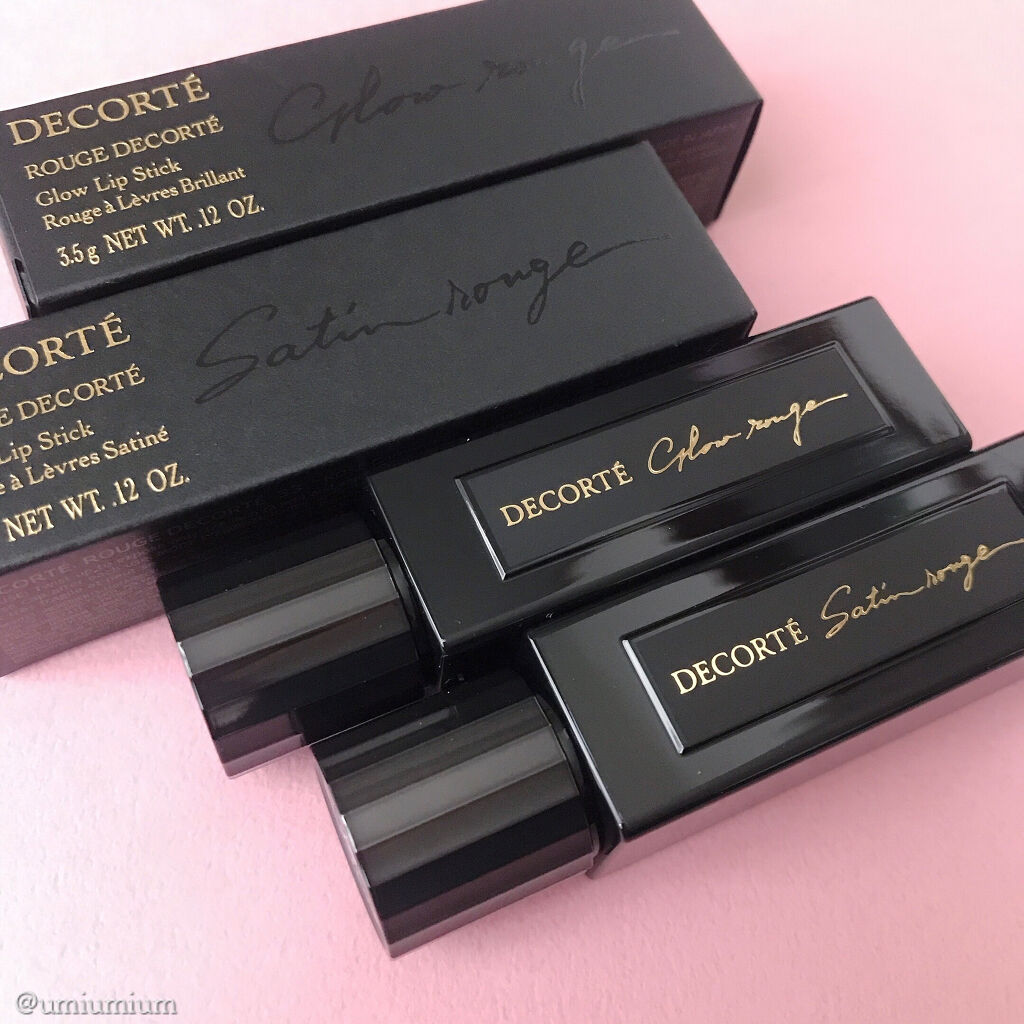 DECORTÉ
ROUGE DECORTÉ
Glow Lip Stick
Rouge à Lèvres Brillant
3.5g NET WT. .12 OZ.
Glow rouge
CORTÉ
E DECORTÉ
Lip Stick
e à Lèvres Satiné
NET WT. .12 OZ.
Satin rouge
DECORTÉ Glow rouge
DECORTÉ Satin rouge
@umiumium